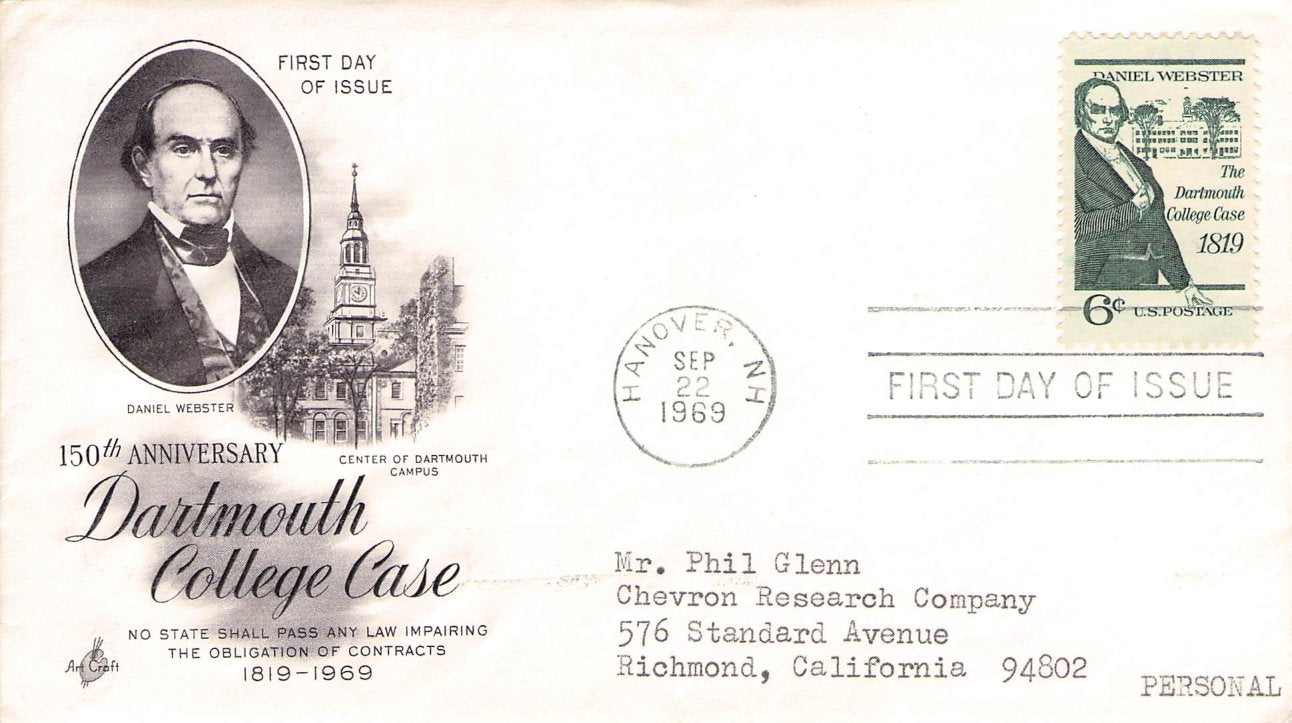 FIRST DAY
OF ISSUE
DANIEL WEBSTER
150th ANNIVERSARY
CENTER OF DARTMOUTH
CAMPUS
Dartmouth
College Case
NO STATE SHALL PASS ANY LAW IMPAIRING
THE OBLIGATION OF CONTRACTS
1819-1969
Art Craft
HANOVER, NH
SEP
22
1969
DANIEL WEBSTER
The
Dartmouth
College Case
1819
6¢ U.S. POSTAGE
FIRST DAY OF ISSUE
Mr. Phil Glenn
Chevron Research Company
576 Standard Avenue
Richmond, California 94802
PERSONAL